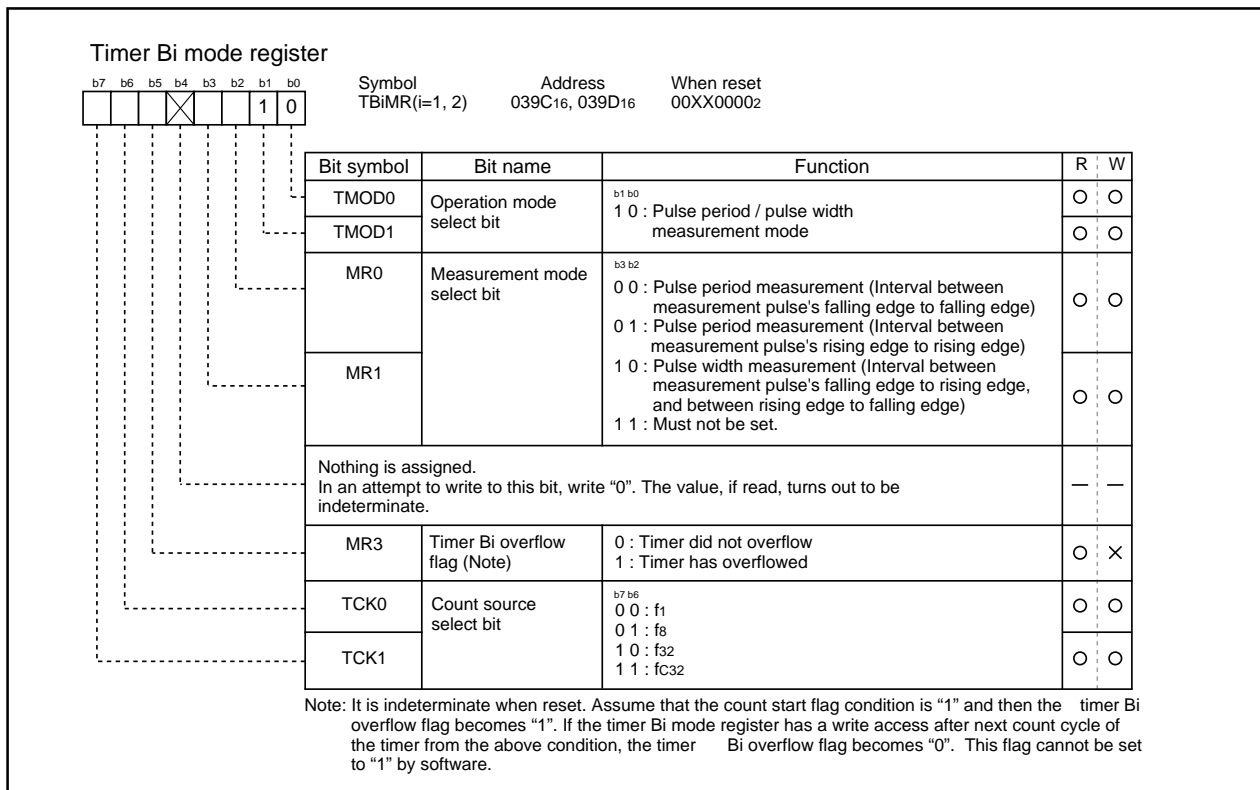 Timer Bi mode register
b7 b6 b5 b4 b3 b2 b1 b0
1 0
Symbol Address When reset
TBiMR(i=1, 2) 039C16, 039D16 00XX00002
Bit symbol Bit name Function R W
TMOD0 Operation mode select bit
b1 b0
1 0 : Pulse period / pulse width
measurement mode
TMOD1
MR0 Measurement mode
select bit
b3 b2
0 0 : Pulse period measurement (Interval between
measurement pulse's falling edge to falling edge)
0 1 : Pulse period measurement (Interval between
measurement pulse's rising edge to rising edge)
MR1
1 0 : Pulse width measurement (Interval between
measurement pulse's falling edge to rising edge,
and between rising edge to falling edge)
1 1 : Must not be set.
Nothing is assigned.
In an attempt to write to this bit, write “0”. The value, if read, turns out to be
indeterminate.
MR3 Timer Bi overflow
flag (Note)
0 : Timer did not overflow
1 : Timer has overflowed
TCK0 Count source
select bit
b7 b6
0 0 : f1
0 1 : f8
TCK1
1 0 : f32
1 1 : fC32
Note: It is indeterminate when reset. Assume that the count start flag condition is “1” and then the timer Bi
overflow flag becomes “1”. If the timer Bi mode register has a write access after next count cycle of
the timer from the above condition, the timer Bi overflow flag becomes “0”. This flag cannot be set
to “1” by software.